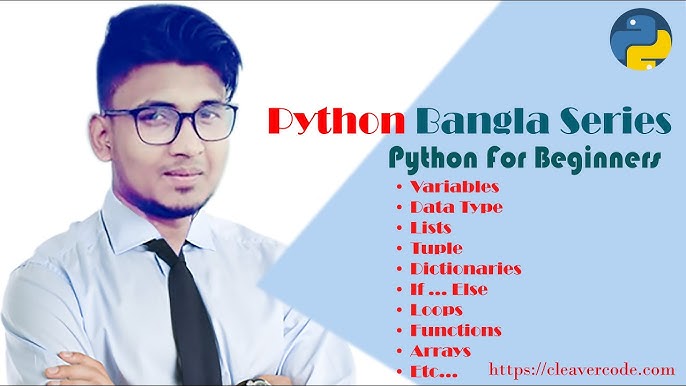 Python Bangla Series
Python For Beginners
• Variables
• Data Type
• Lists
• Tuple
• Dictionaries
• If ... Else
• Loops
• Functions
• Arrays
• Etc...
https://cleavercode.com